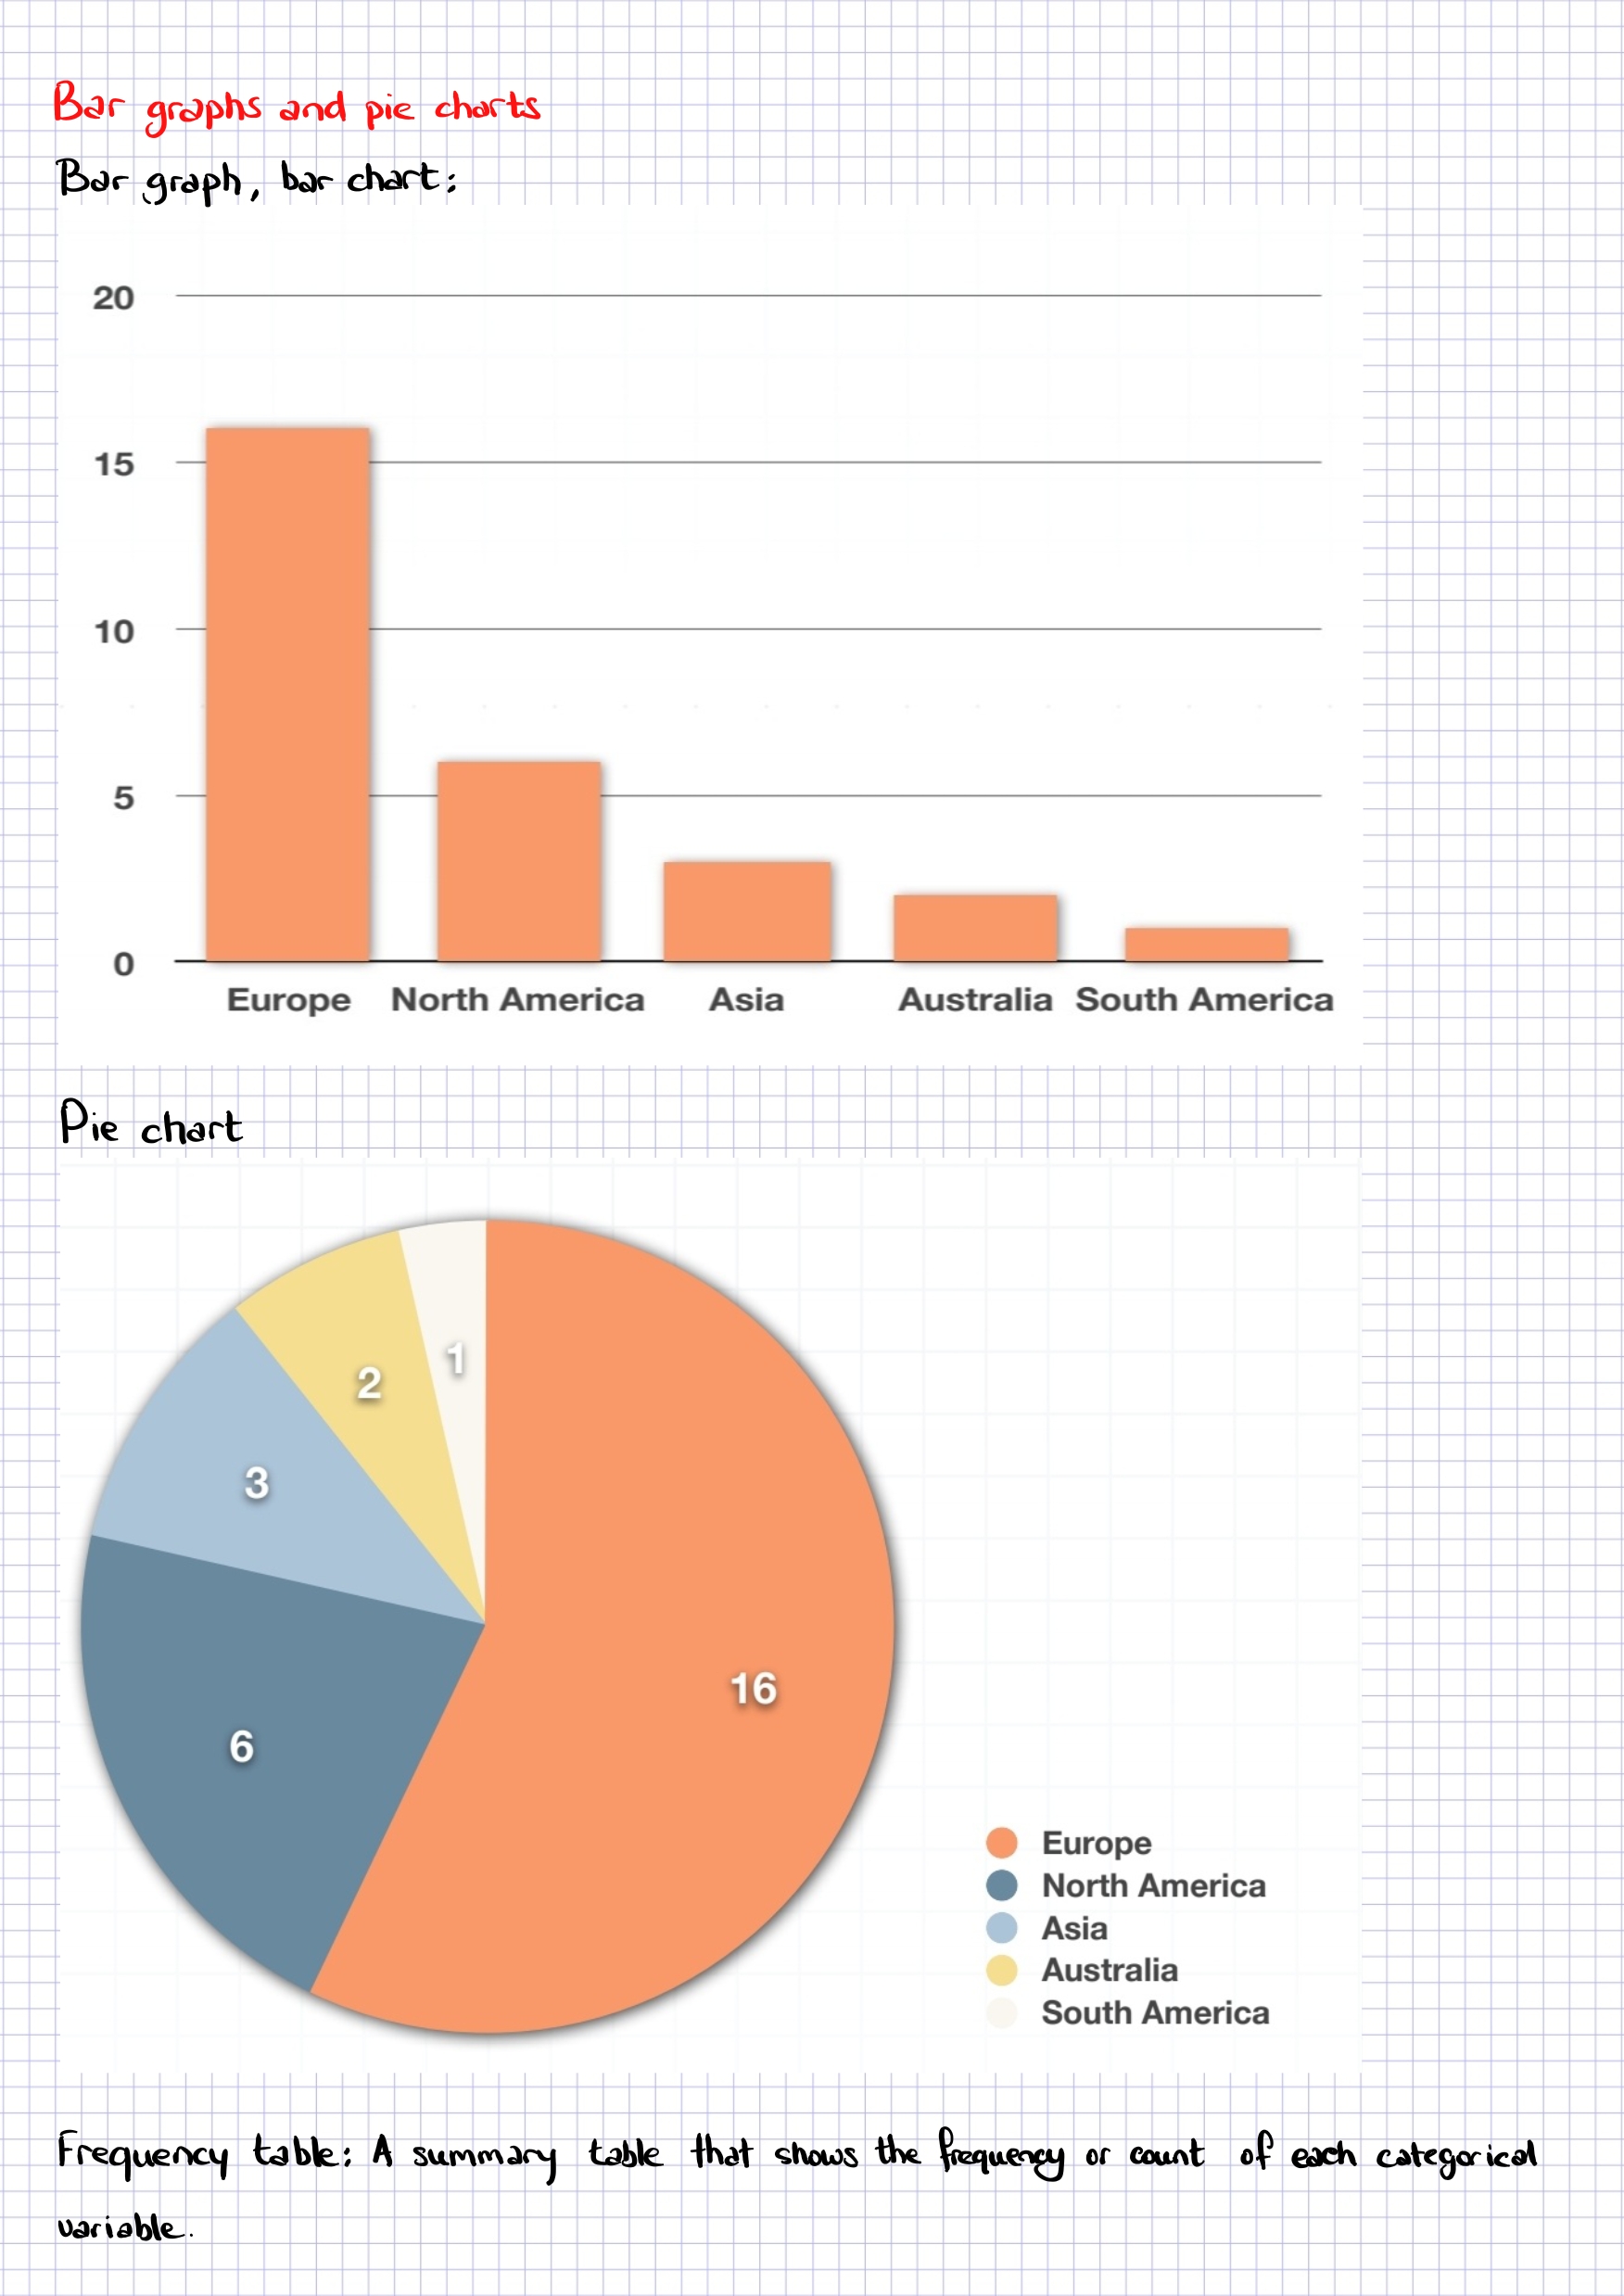 Bar graphs and pie charts
Bar graph, bar chart:
20
15
10
5
0
Europe North America Asia Australia South America
Pie chart
1
2
3
16
6
Europe
North America
Asia
Australia
South America
Frequency table: A summary table that shows the frequency or count of each categorical
variable.